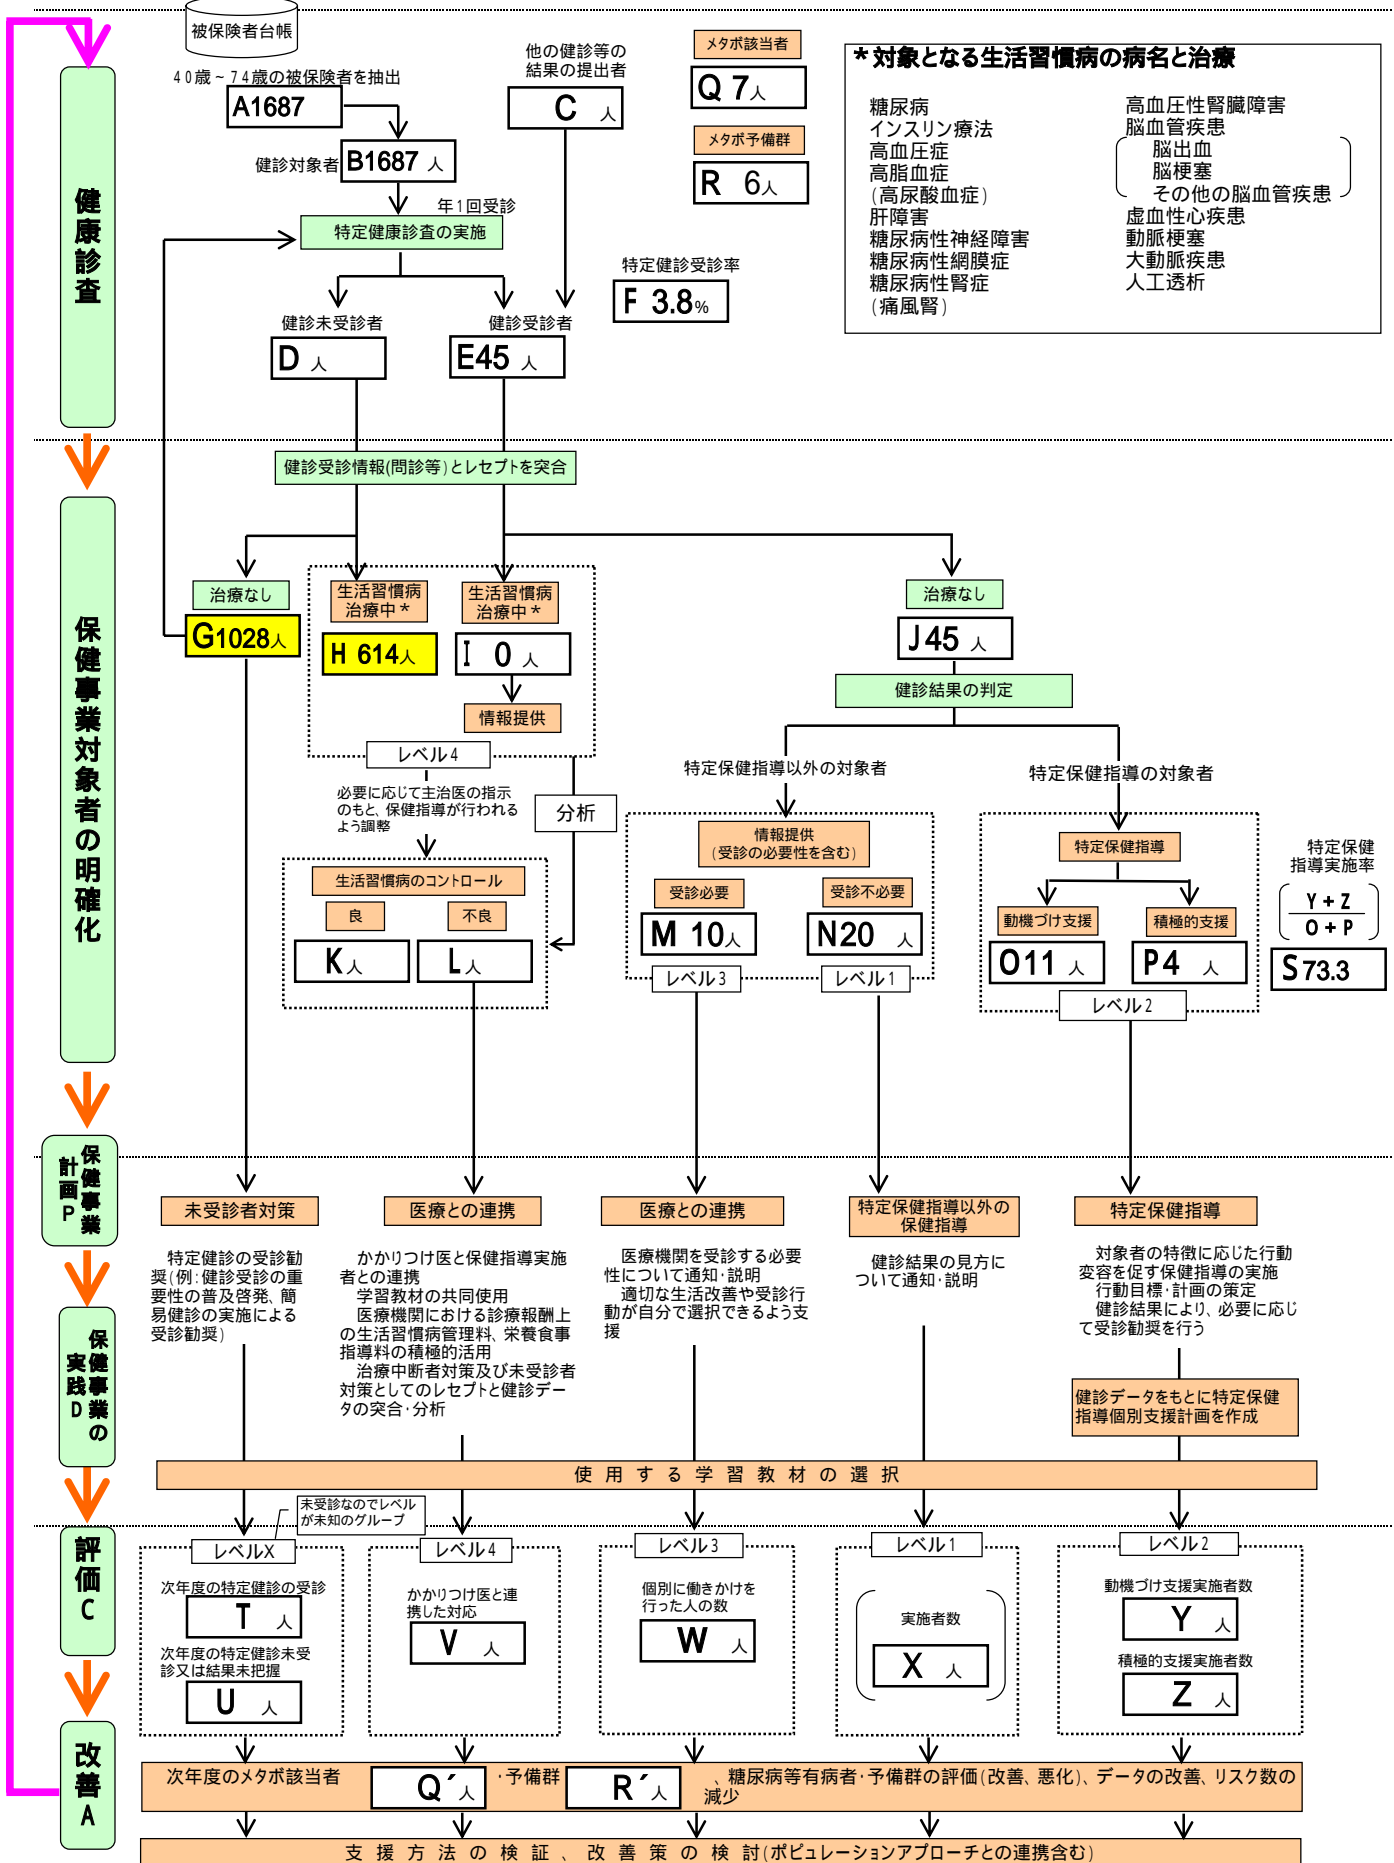 被保険者台帳
40歳~74歳の被保険者を抽出
A1687
他の健診等の
結果の提出者
C 人
健診対象者
B1687 人
年1回受診
特定健康診査の実施
メタボ該当者
Q 7人
メタボ予備群
R 6人
特定健診受診率
F 3.8%
健診未受診者
D 人
健診受診者
E45 人
*対象となる生活習慣病の病名と治療
糖尿病
インスリン療法
高血圧症
高脂血症
(高尿酸血症)
肝障害
糖尿病性神経障害
糖尿病性網膜症
糖尿病性腎症
(痛風腎)
高血圧性腎臓障害
脳血管疾患
脳出血
脳梗塞
その他の脳血管疾患
虚血性心疾患
動脈梗塞
大動脈疾患
人工透析
健康診査
健診受診情報(問診等)とレセプトを突合
治療なし
G1028人
生活習慣病
治療中*
H 614人
生活習慣病
治療中*
I 0 人
情報提供
レベル4
治療なし
J45 人
健診結果の判定
必要に応じて主治医の指示
のもと、保健指導が行われる
よう調整
分析
生活習慣病のコントロール
良
不良
K人
L人
特定保健指導以外の対象者
情報提供
(受診の必要性を含む)
受診必要
受診不必要
M 10人
N20 人
レベル3
レベル1
特定保健指導の対象者
特定保健指導
動機づけ支援
積極的支援
O11 人
P4 人
レベル2
特定保健
指導実施率
Y+Z
O+P
S73.3
保健事業対象者の明確化
保健事業
計画P
未受診者対策
医療との連携
医療との連携
特定保健指導以外の
保健指導
特定保健指導
特定健診の受診勧
奨(例:健診受診の重
要性の普及啓発、簡
易健診の実施による
受診勧奨)
かかりつけ医と保健指導実施
者との連携
学習教材の共同使用
医療機関における診療報酬上
の生活習慣病管理料、栄養食事
指導料の積極的活用
治療中断者対策及び未受診者
対策としてのレセプトと健診デー
タの突合・分析
医療機関を受診する必要
性について通知・説明
適切な生活改善や受診行
動が自分で選択できるよう支
援
健診結果の見方に
ついて通知・説明
対象者の特徴に応じた行動
変容を促す保健指導の実施
行動目標・計画の策定
健診結果により、必要に応じ
て受診勧奨を行う
健診データをもとに特定保健
指導個別支援計画を作成
保健事業の
実践D
使用する学習教材の選択
未受診なのでレベル
が未知のグループ
レベルX
次年度の特定健診の受診
T 人
次年度の特定健診未受
診又は結果未把握
U 人
レベル4
かかりつけ医と連
携した対応
V 人
レベル3
個別に働きかけを
行った人の数
W 人
レベル1
実施者数
X 人
レベル2
動機づけ支援実施者数
Y 人
積極的支援実施者数
Z 人
評価C
改善A
次年度のメタボ該当者 Q´人 ・予備群 R´人 、糖尿病等有病者・予備群の評価(改善、悪化)、データの改善、リスク数の
減少
支援方法の検証、改善策の検討(ポピュレーションアプローチとの連携含む)